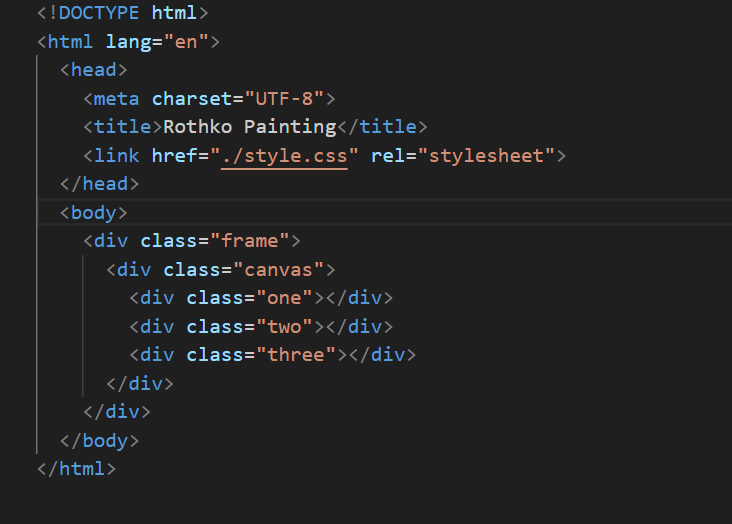 <!DOCTYPE html>
<html lang="en">
<head>
<meta charset="UTF-8">
<title>Rothko Painting</title>
<link href="./style.css" rel="stylesheet">
</head>
<body>
<div class="frame">
<div class="canvas">
<div class="one"></div>
<div class="two"></div>
<div class="three"></div>
</div>
</div>
</body>
</html>